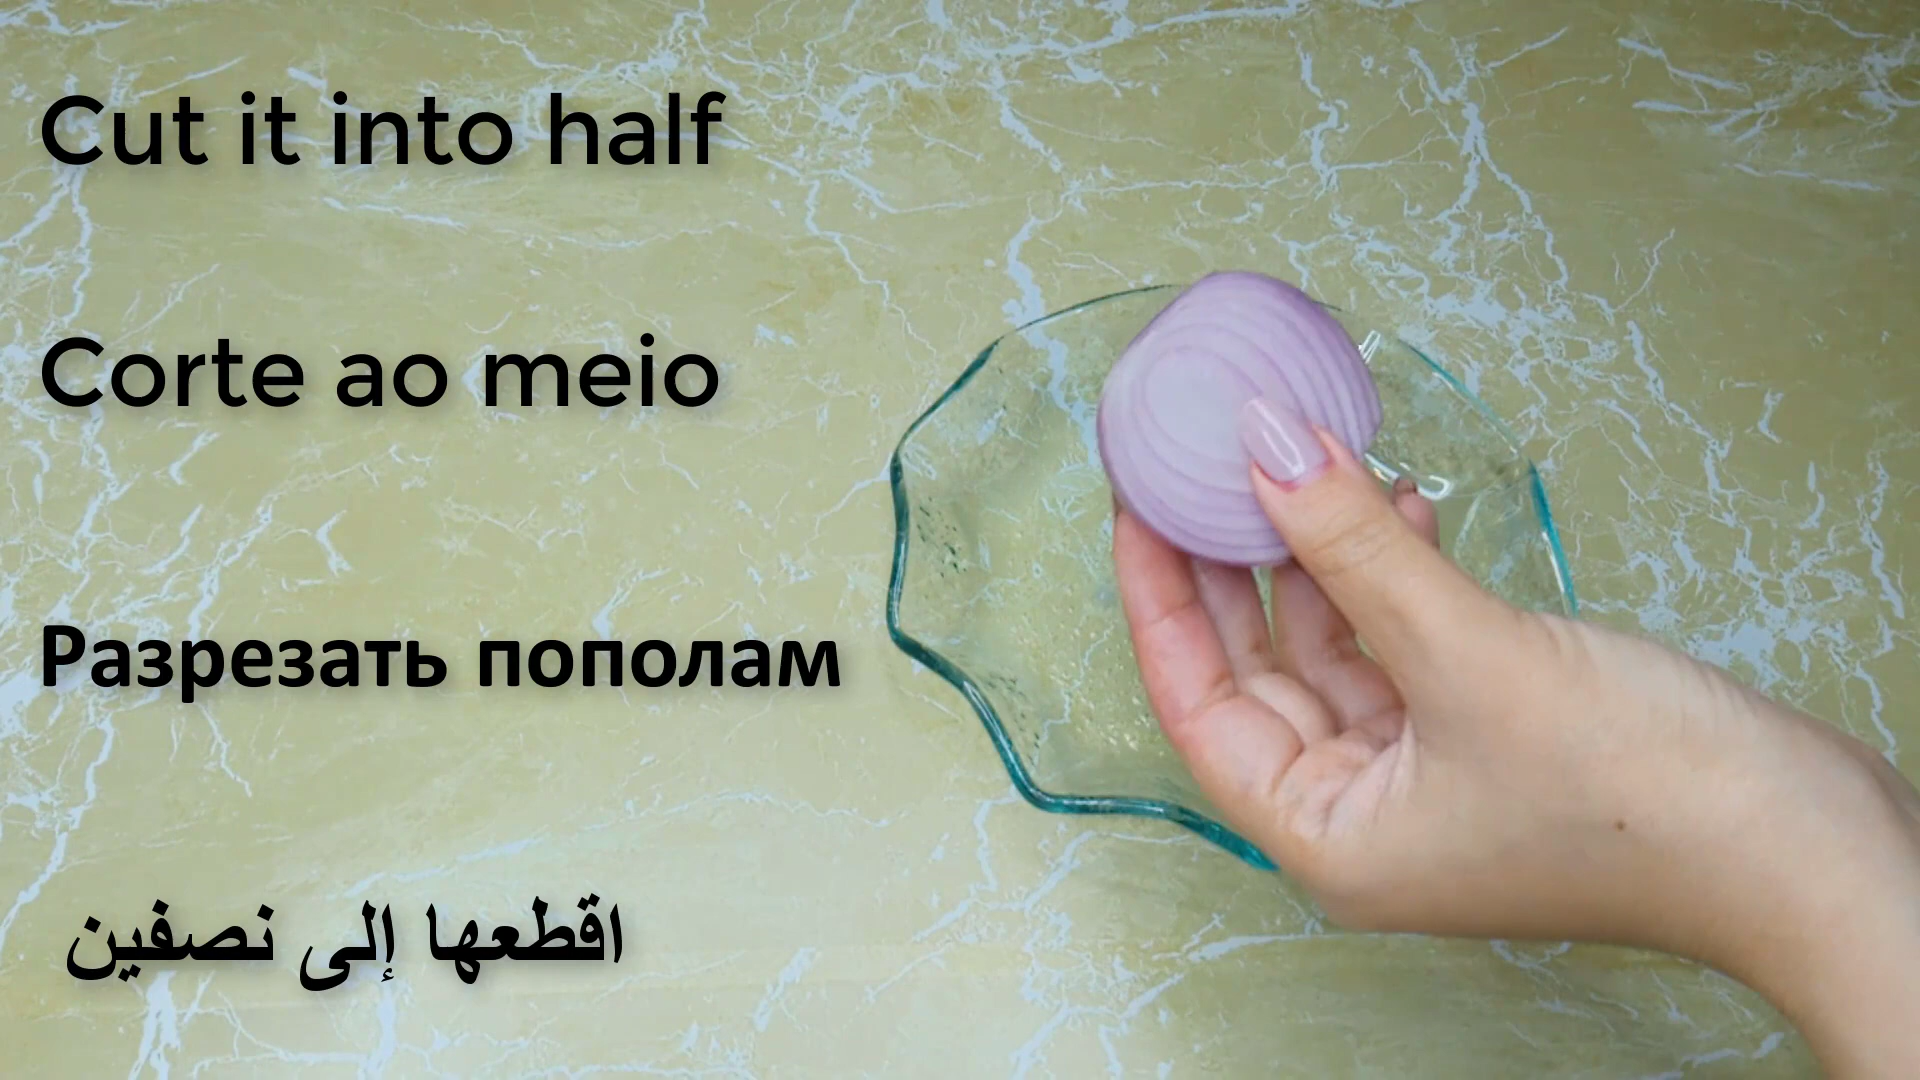 Cut it into half
Corte ao meio
Разрезать пополам
اقطعها إلى نصفين